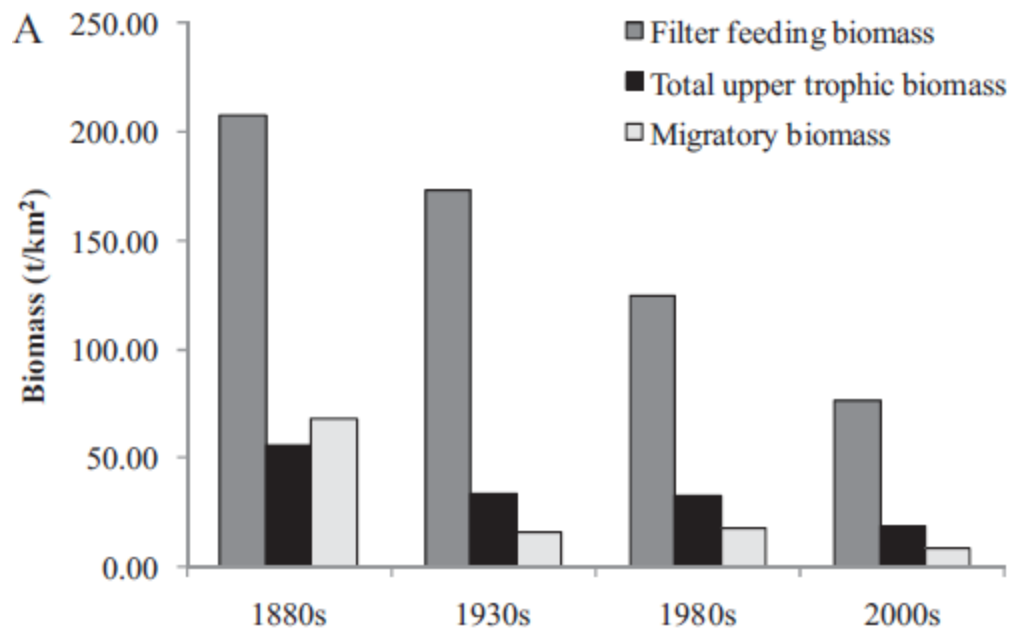 A
250.00
200.00
150.00
100.00
50.00
0.00
Biomass (t/km²)
Filter feeding biomass
Total upper trophic biomass
Migratory biomass
1880s 1930s 1980s 2000s